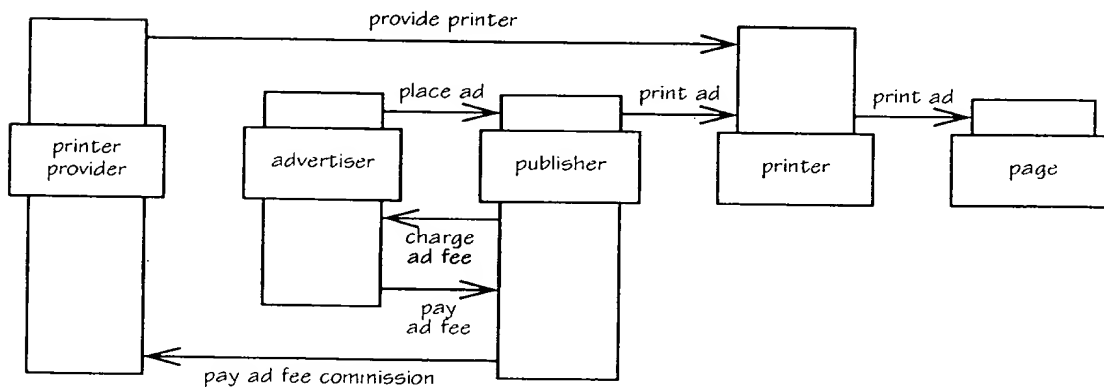 provide printer
place ad
print ad
print ad
printer
provider
advertiser
publisher
printer
page
charge
ad fee
pay
ad fee
pay ad fee commission